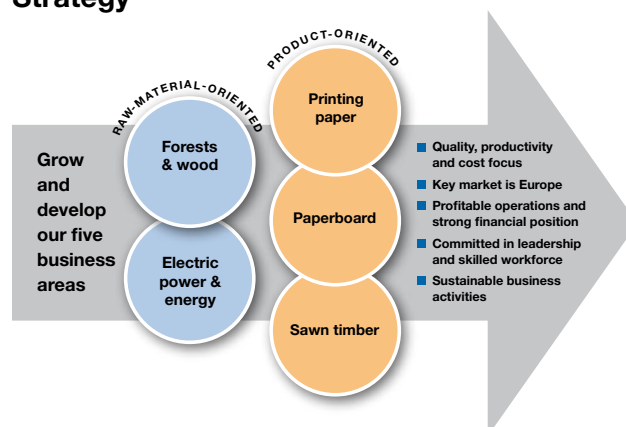 Strategy
Grow
and
develop
our five
business
areas
RAW-MATERIAL-ORIENTED
Forests
& wood
Electric
power &
energy
PRODUCT-ORIENTED
Printing
paper
Paperboard
Sawn timber
Quality, productivity
and cost focus
Key market is Europe
Profitable operations and
strong financial position
Committed in leadership
and skilled workforce
Sustainable business
activities